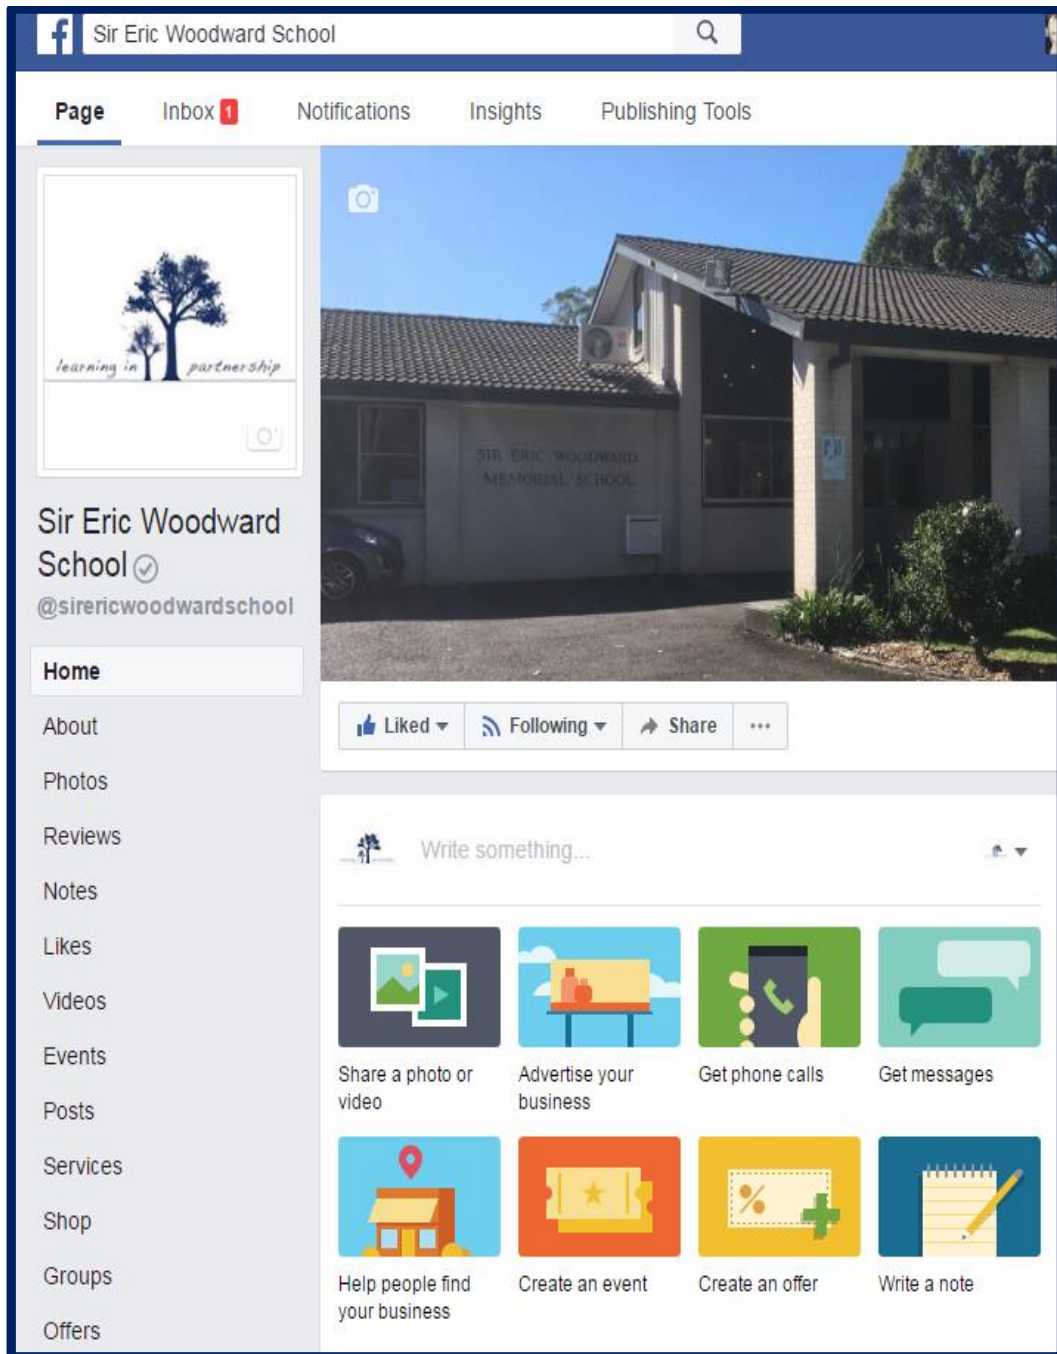 Sir Eric Woodward School
Page Inbox 1 Notifications Insights Publishing Tools
learning in partnership
SIR ERIC WOODWARD
MEMORIAL SCHOOL
Sir Eric Woodward
School
@sirericwoodwardschool
Home
About
Photos
Reviews
Notes
Likes
Videos
Events
Posts
Services
Shop
Groups
Offers
Liked Following Share
Write something...
Share a photo or
video
Advertise your
business
Get phone calls
Get messages
Help people find
your business
Create an event
Create an offer
Write a note